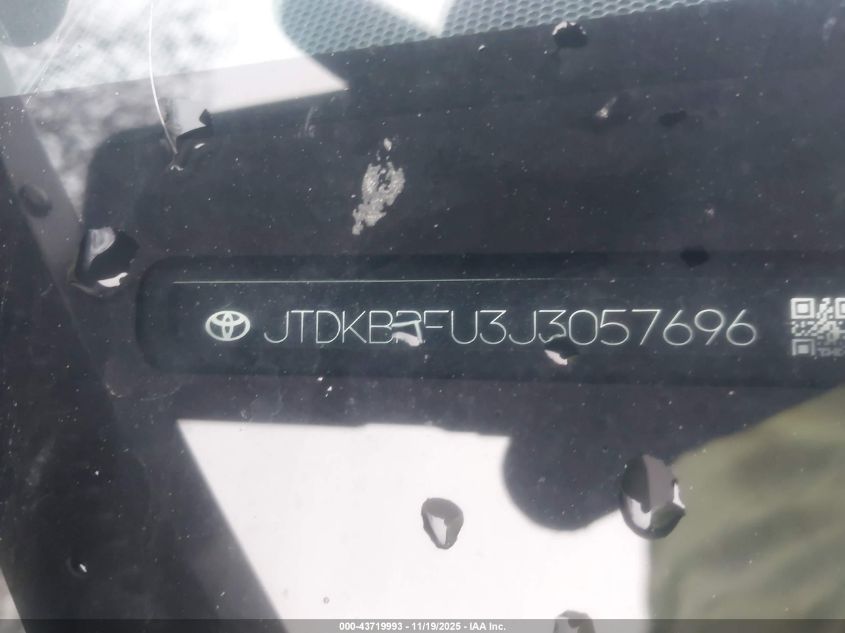 JTDKBRFU3J3057696
000-43719993 - 11/19/2025 - IAA Inc.